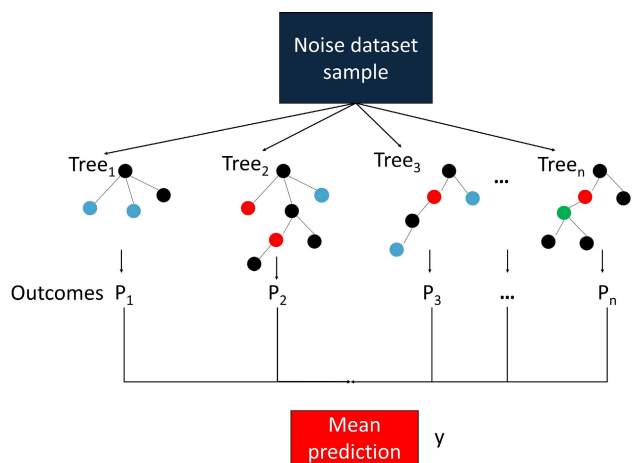 Noise dataset
sample
Tree1 Tree2 Tree3 ... Treen
Outcomes P1 P2 P3 ... Pn
Mean
prediction y